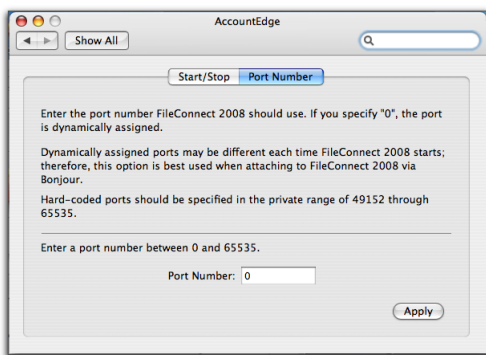 AccountEdge
Show All
Start/Stop Port Number
Enter the port number FileConnect 2008 should use. If you specify "0", the port
is dynamically assigned.
Dynamically assigned ports may be different each time FileConnect 2008 starts;
therefore, this option is best used when attaching to FileConnect 2008 via
Bonjour.
Hard-coded ports should be specified in the private range of 49152 through
65535.
Enter a port number between 0 and 65535.
Port Number: 0
Apply